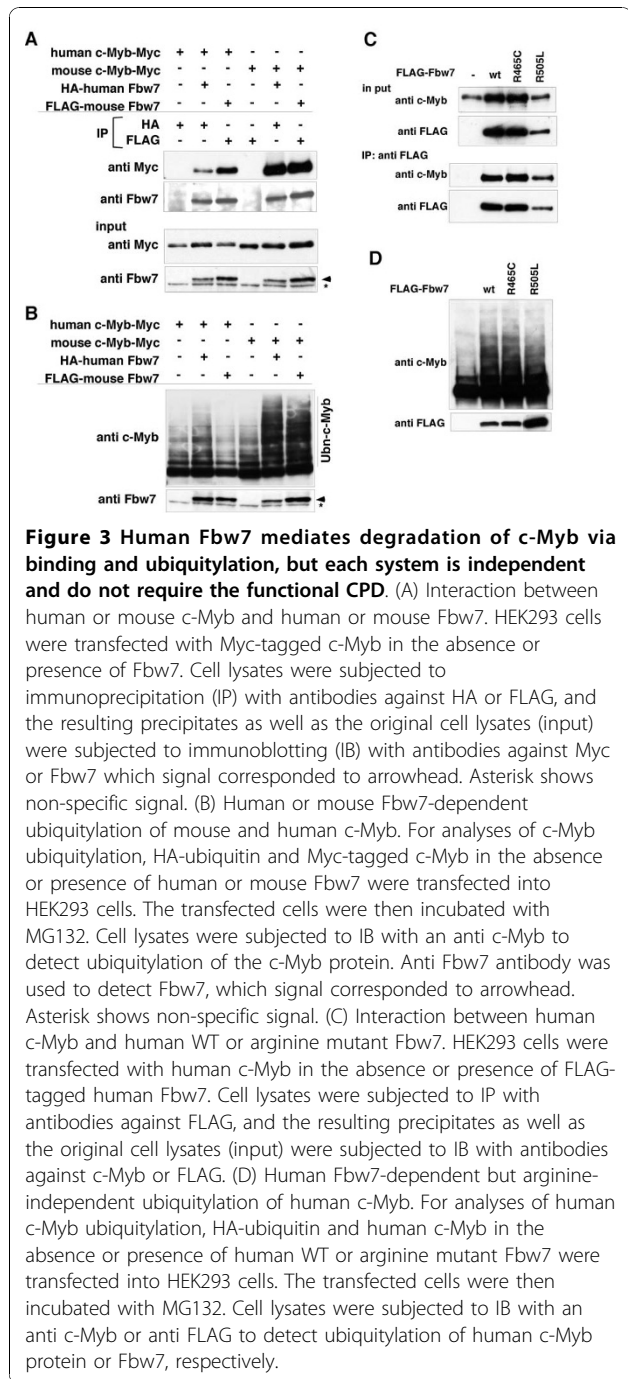 A
human c-Myb-Myc + + + - - -
mouse c-Myb-Myc - - - + + +
HA-human Fbw7 - + - - + -
FLAG-mouse Fbw7 - - + - - +
IP
HA + + - - + -
FLAG - - + + - +
anti Myc
anti Fbw7
input
anti Myc
anti Fbw7
*
B
human c-Myb-Myc + + + - - -
mouse c-Myb-Myc - - - + + +
HA-human Fbw7 - + - - + -
FLAG-mouse Fbw7 - - + - - +
anti c-Myb
Ubn-c-Myb
anti Fbw7
*
C
FLAG-Fbw7 - wt R465C R505L
in put
anti c-Myb
anti FLAG
IP: anti FLAG
anti c-Myb
anti FLAG
D
FLAG-Fbw7 wt R465C R505L
anti c-Myb
anti FLAG
Figure 3 Human Fbw7 mediates degradation of c-Myb via
binding and ubiquitylation, but each system is independent
and do not require the functional CPD. (A) Interaction between
human or mouse c-Myb and human or mouse Fbw7. HEK293 cells
were transfected with Myc-tagged c-Myb in the absence or
presence of Fbw7. Cell lysates were subjected to
immunoprecipitation (IP) with antibodies against HA or FLAG, and
the resulting precipitates as well as the original cell lysates (input)
were subjected to immunoblotting (IB) with antibodies against Myc
or Fbw7 which signal corresponded to arrowhead. Asterisk shows
non-specific signal. (B) Human or mouse Fbw7-dependent
ubiquitylation of mouse and human c-Myb. For analyses of c-Myb
ubiquitylation, HA-ubiquitin and Myc-tagged c-Myb in the absence
or presence of human or mouse Fbw7 were transfected into
HEK293 cells. The transfected cells were then incubated with
MG132. Cell lysates were subjected to IB with an anti c-Myb to
detect ubiquitylation of the c-Myb protein. Anti Fbw7 antibody was
used to detect Fbw7, which signal corresponded to arrowhead.
Asterisk shows non-specific signal. (C) Interaction between human
c-Myb and human WT or arginine mutant Fbw7. HEK293 cells were
transfected with human c-Myb in the absence or presence of FLAG-
tagged human Fbw7. Cell lysates were subjected to IP with
antibodies against FLAG, and the resulting precipitates as well as
the original cell lysates (input) were subjected to IB with antibodies
against c-Myb or FLAG. (D) Human Fbw7-dependent but arginine-
independent ubiquitylation of human c-Myb. For analyses of human
c-Myb ubiquitylation, HA-ubiquitin and human c-Myb in the
absence or presence of human WT or arginine mutant Fbw7 were
transfected into HEK293 cells. The transfected cells were then
incubated with MG132. Cell lysates were subjected to IB with an
anti c-Myb or anti FLAG to detect ubiquitylation of human c-Myb
protein or Fbw7, respectively.